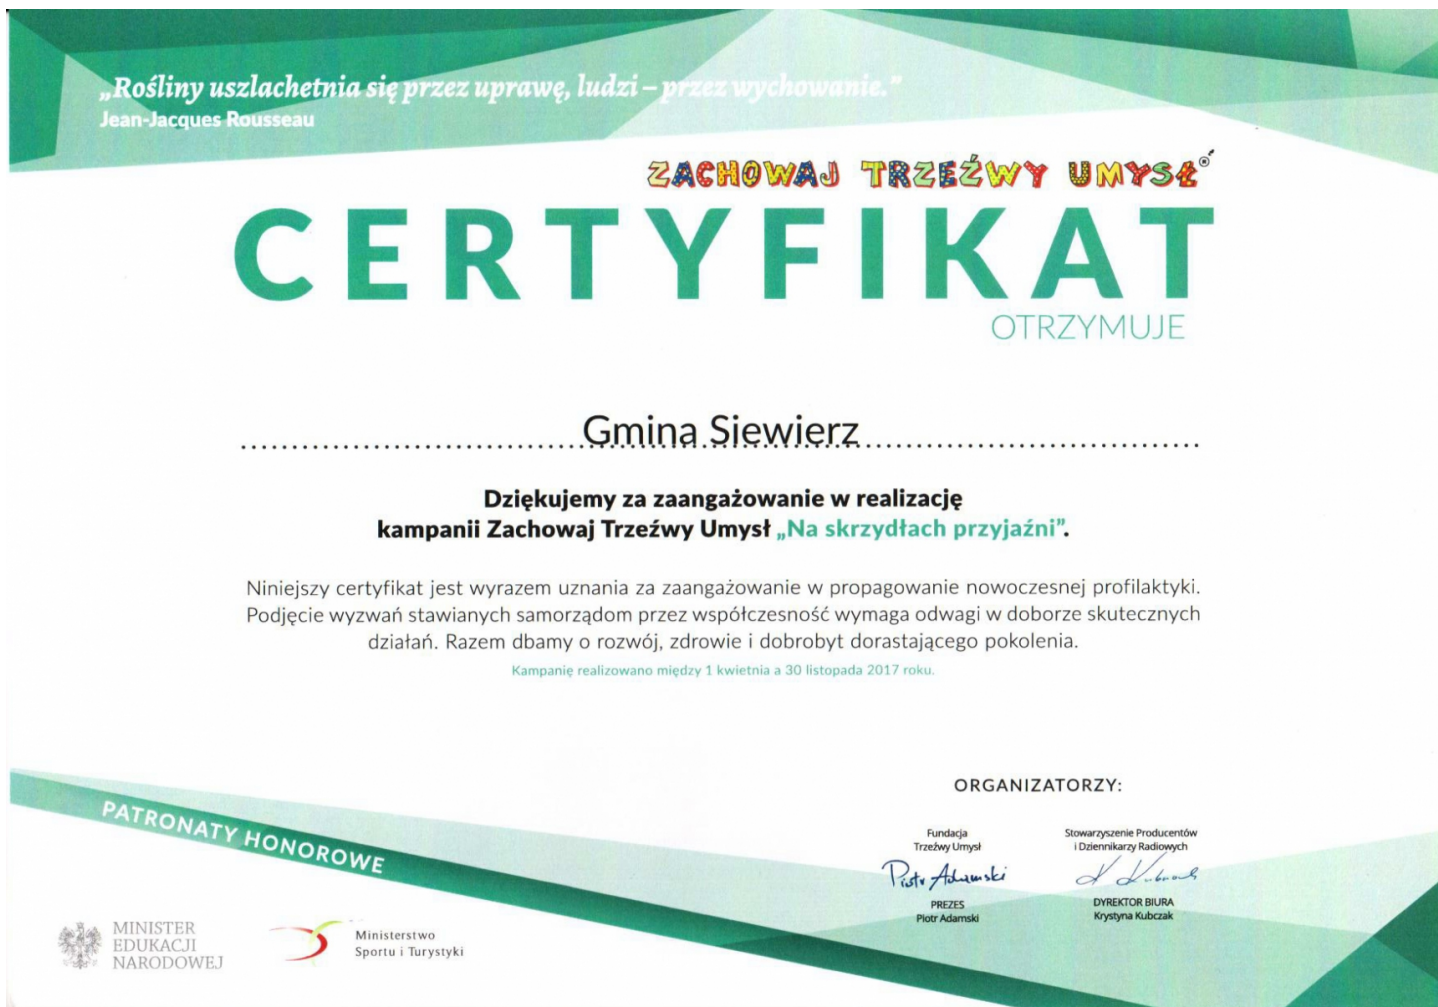 „Rośliny uszlachetnia się przez uprawę, ludzi – przez wychowanie.”
Jean-Jacques Rousseau
ZACHOWAJ TRZEŹWY UMYSŁ®
CERTYFIKAT
OTRZYMUJE
Gmina Siewierz
Dziękujemy za zaangażowanie w realizację
kampanii Zachowaj Trzeźwy Umysł „Na skrzydłach przyjaźni”.
Niniejszy certyfikat jest wyrazem uznania za zaangażowanie w propagowanie nowoczesnej profilaktyki.
Podjęcie wyzwań stawianych samorządom przez współczesność wymaga odwagi w doborze skutecznych
działań. Razem dbamy o rozwój, zdrowie i dobrobyt dorastającego pokolenia.
Kampanię realizowano między 1 kwietnia a 30 listopada 2017 roku.
ORGANIZATORZY:
Fundacja
Trzeźwy Umysł
Piotr Adamski
PREZES
Piotr Adamski
Stowarzyszenie Producentów
i Dziennikarzy Radiowych
DYREKTOR BIURA
Krystyna Kubczak
PATRONATY HONOROWE
MINISTER
EDUKACJI
NARODOWEJ
Ministerstwo
Sportu i Turystyki